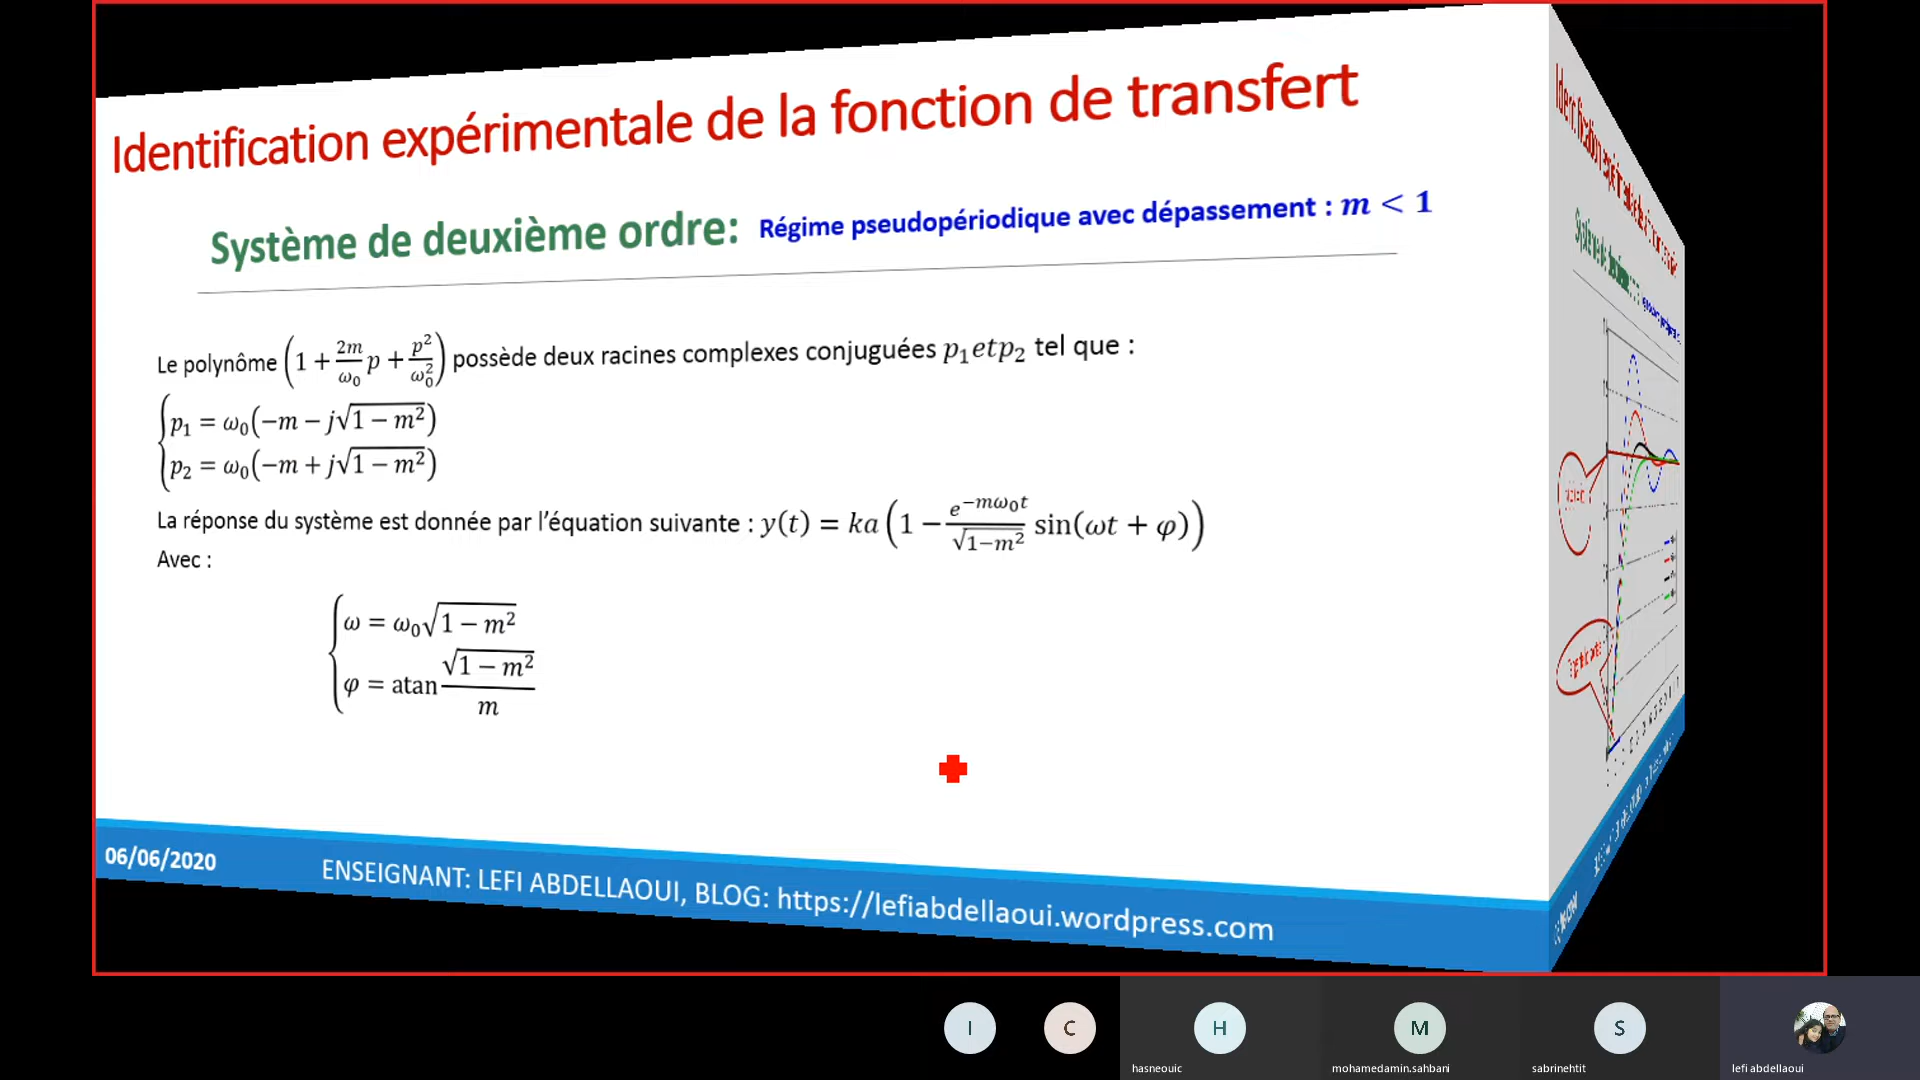 Identification expérimentale de la fonction de transfert
Système de deuxième ordre: Régime pseudopériodique avec dépassement : m < 1
Le polynôme (1 + 2m/ω₀ p + p²/ω₀²) possède deux racines complexes conjuguées p₁etp₂ tel que :
p₁ = ω₀(−m − j√(1 − m²))
p₂ = ω₀(−m + j√(1 − m²))
La réponse du système est donnée par l'équation suivante : y(t) = ka (1 − e^(−mω₀t)/√(1−m²) sin(ωt + φ))
Avec :
ω = ω₀√(1 − m²)
φ = atan √(1 − m²)/m
06/06/2020
ENSEIGNANT: LEFI ABDELLAOUI, BLOG: https://lefiabdellaoui.wordpress.com
I
C
H
M
S
hasneouic
mohamedamin.sahbani
sabrinehtit
lefi abdellaoui